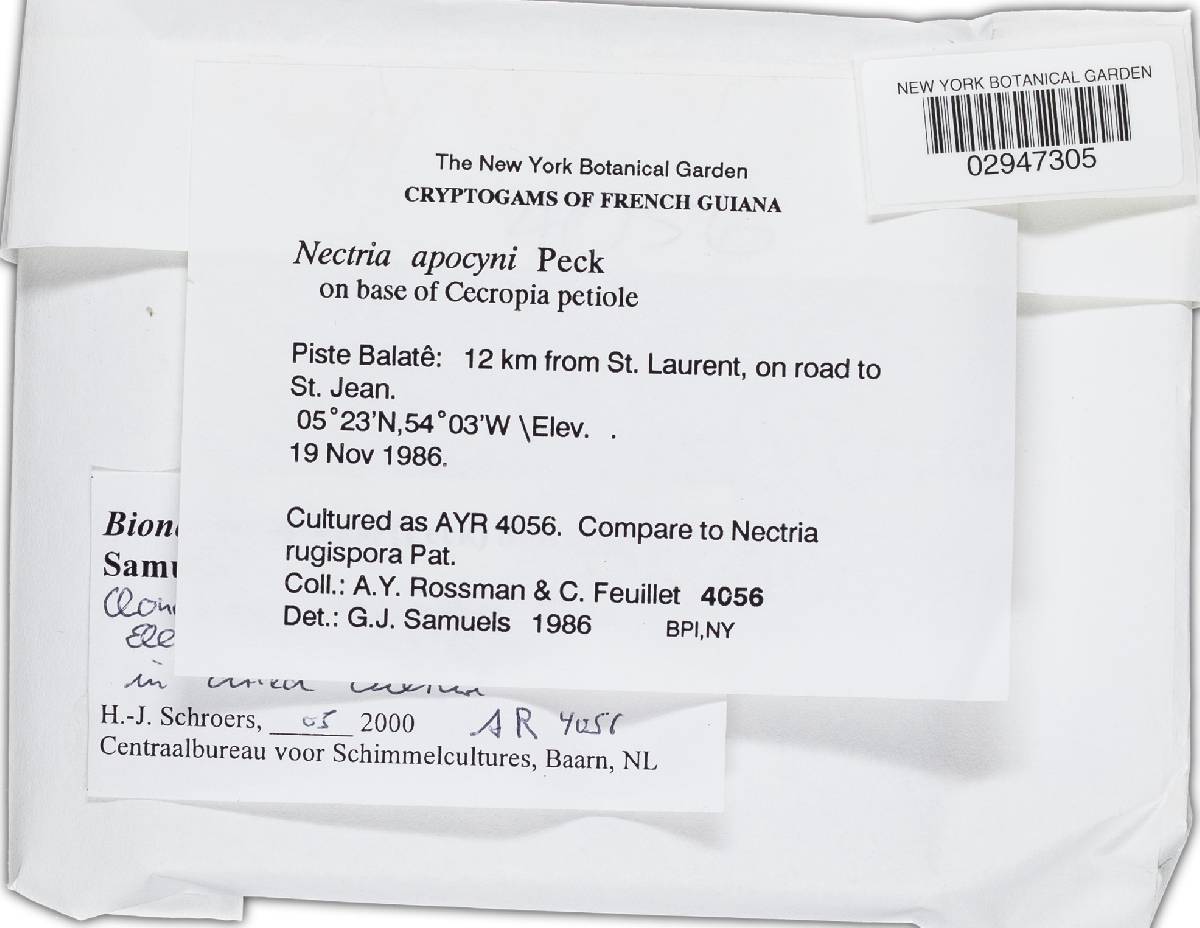 NEW YORK BOTANICAL GARDEN
02947305
The New York Botanical Garden
CRYPTOGAMS OF FRENCH GUIANA
Nectria apocyni Peck
on base of Cecropia petiole
Piste Balatê: 12 km from St. Laurent, on road to
St. Jean.
05°23'N,54°03'W \Elev. .
19 Nov 1986.
Cultured as AYR 4056. Compare to Nectria
rugispora Pat.
Coll.: A.Y. Rossman & C. Feuillet 4056
Det.: G.J. Samuels 1986 BPI,NY
in
H.-J. Schroers, 05 2000 AR
Centraalbureau voor Schimmelcultures, Baarn, NL